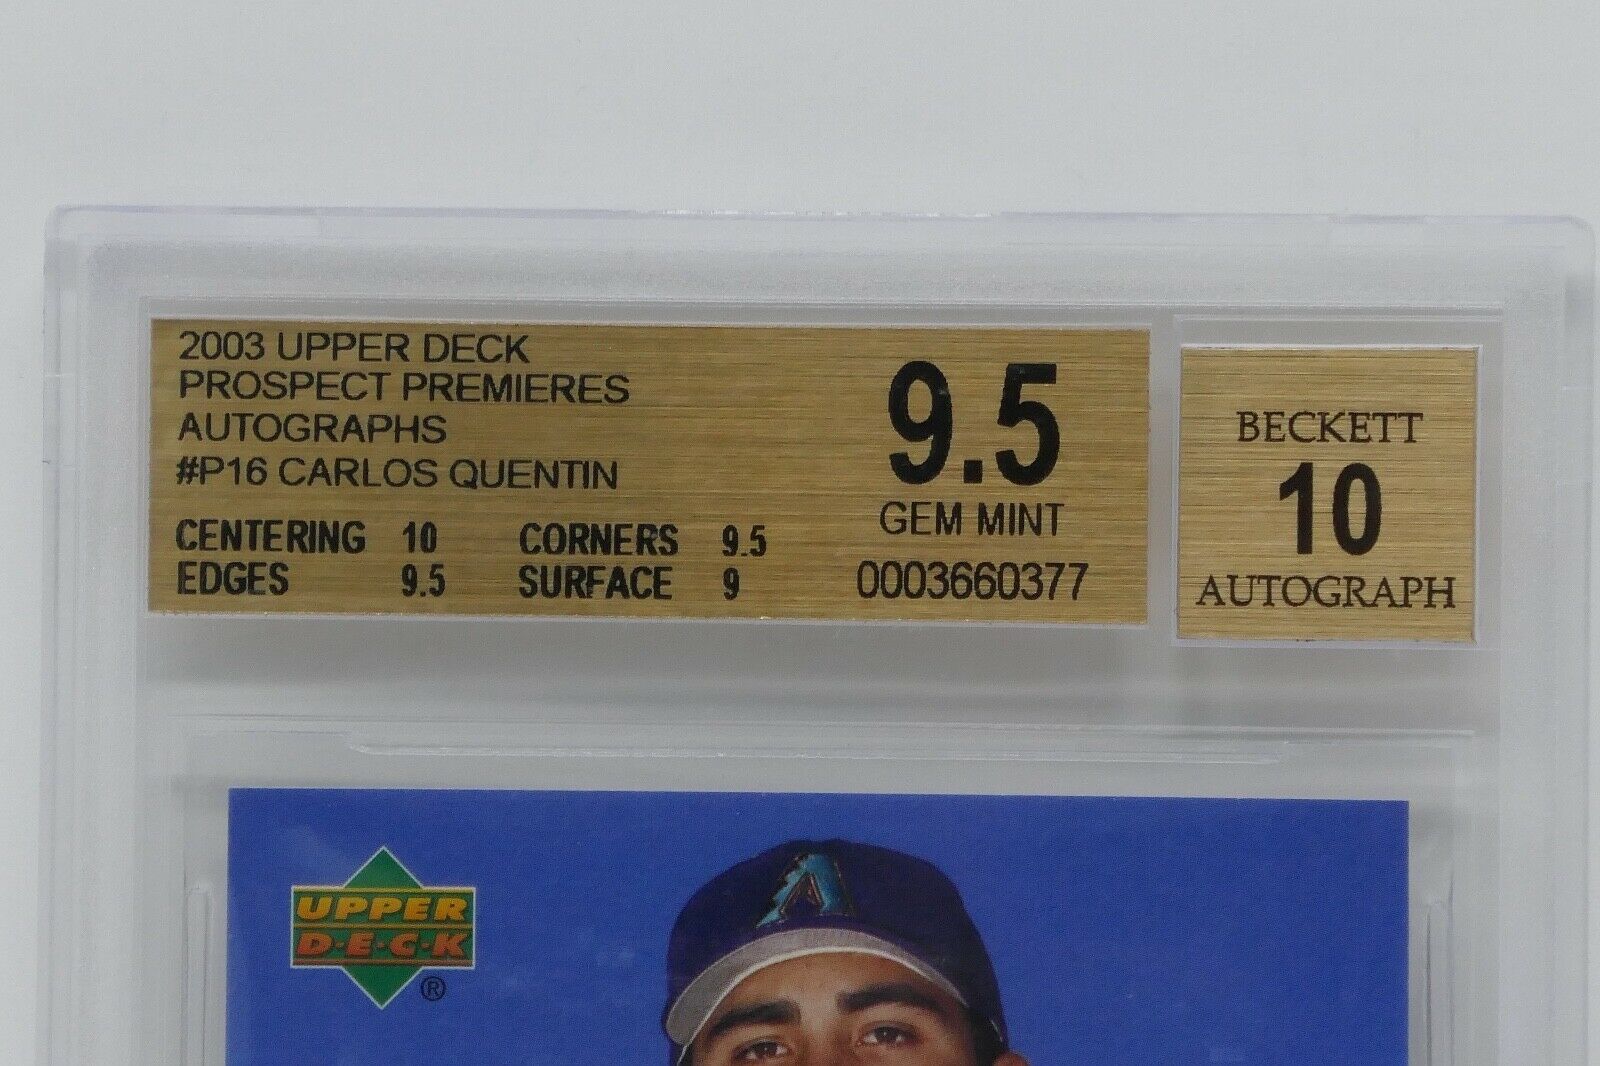 2003 UPPER DECK
PROSPECT PREMIERES
AUTOGRAPHS
#P16 CARLOS QUENTIN
CENTERING 10 CORNERS 9.5
EDGES 9.5 SURFACE 9
9.5
GEM MINT
0003660377
BECKETT
10
AUTOGRAPH
UPPER
D·E·C·K
®
A